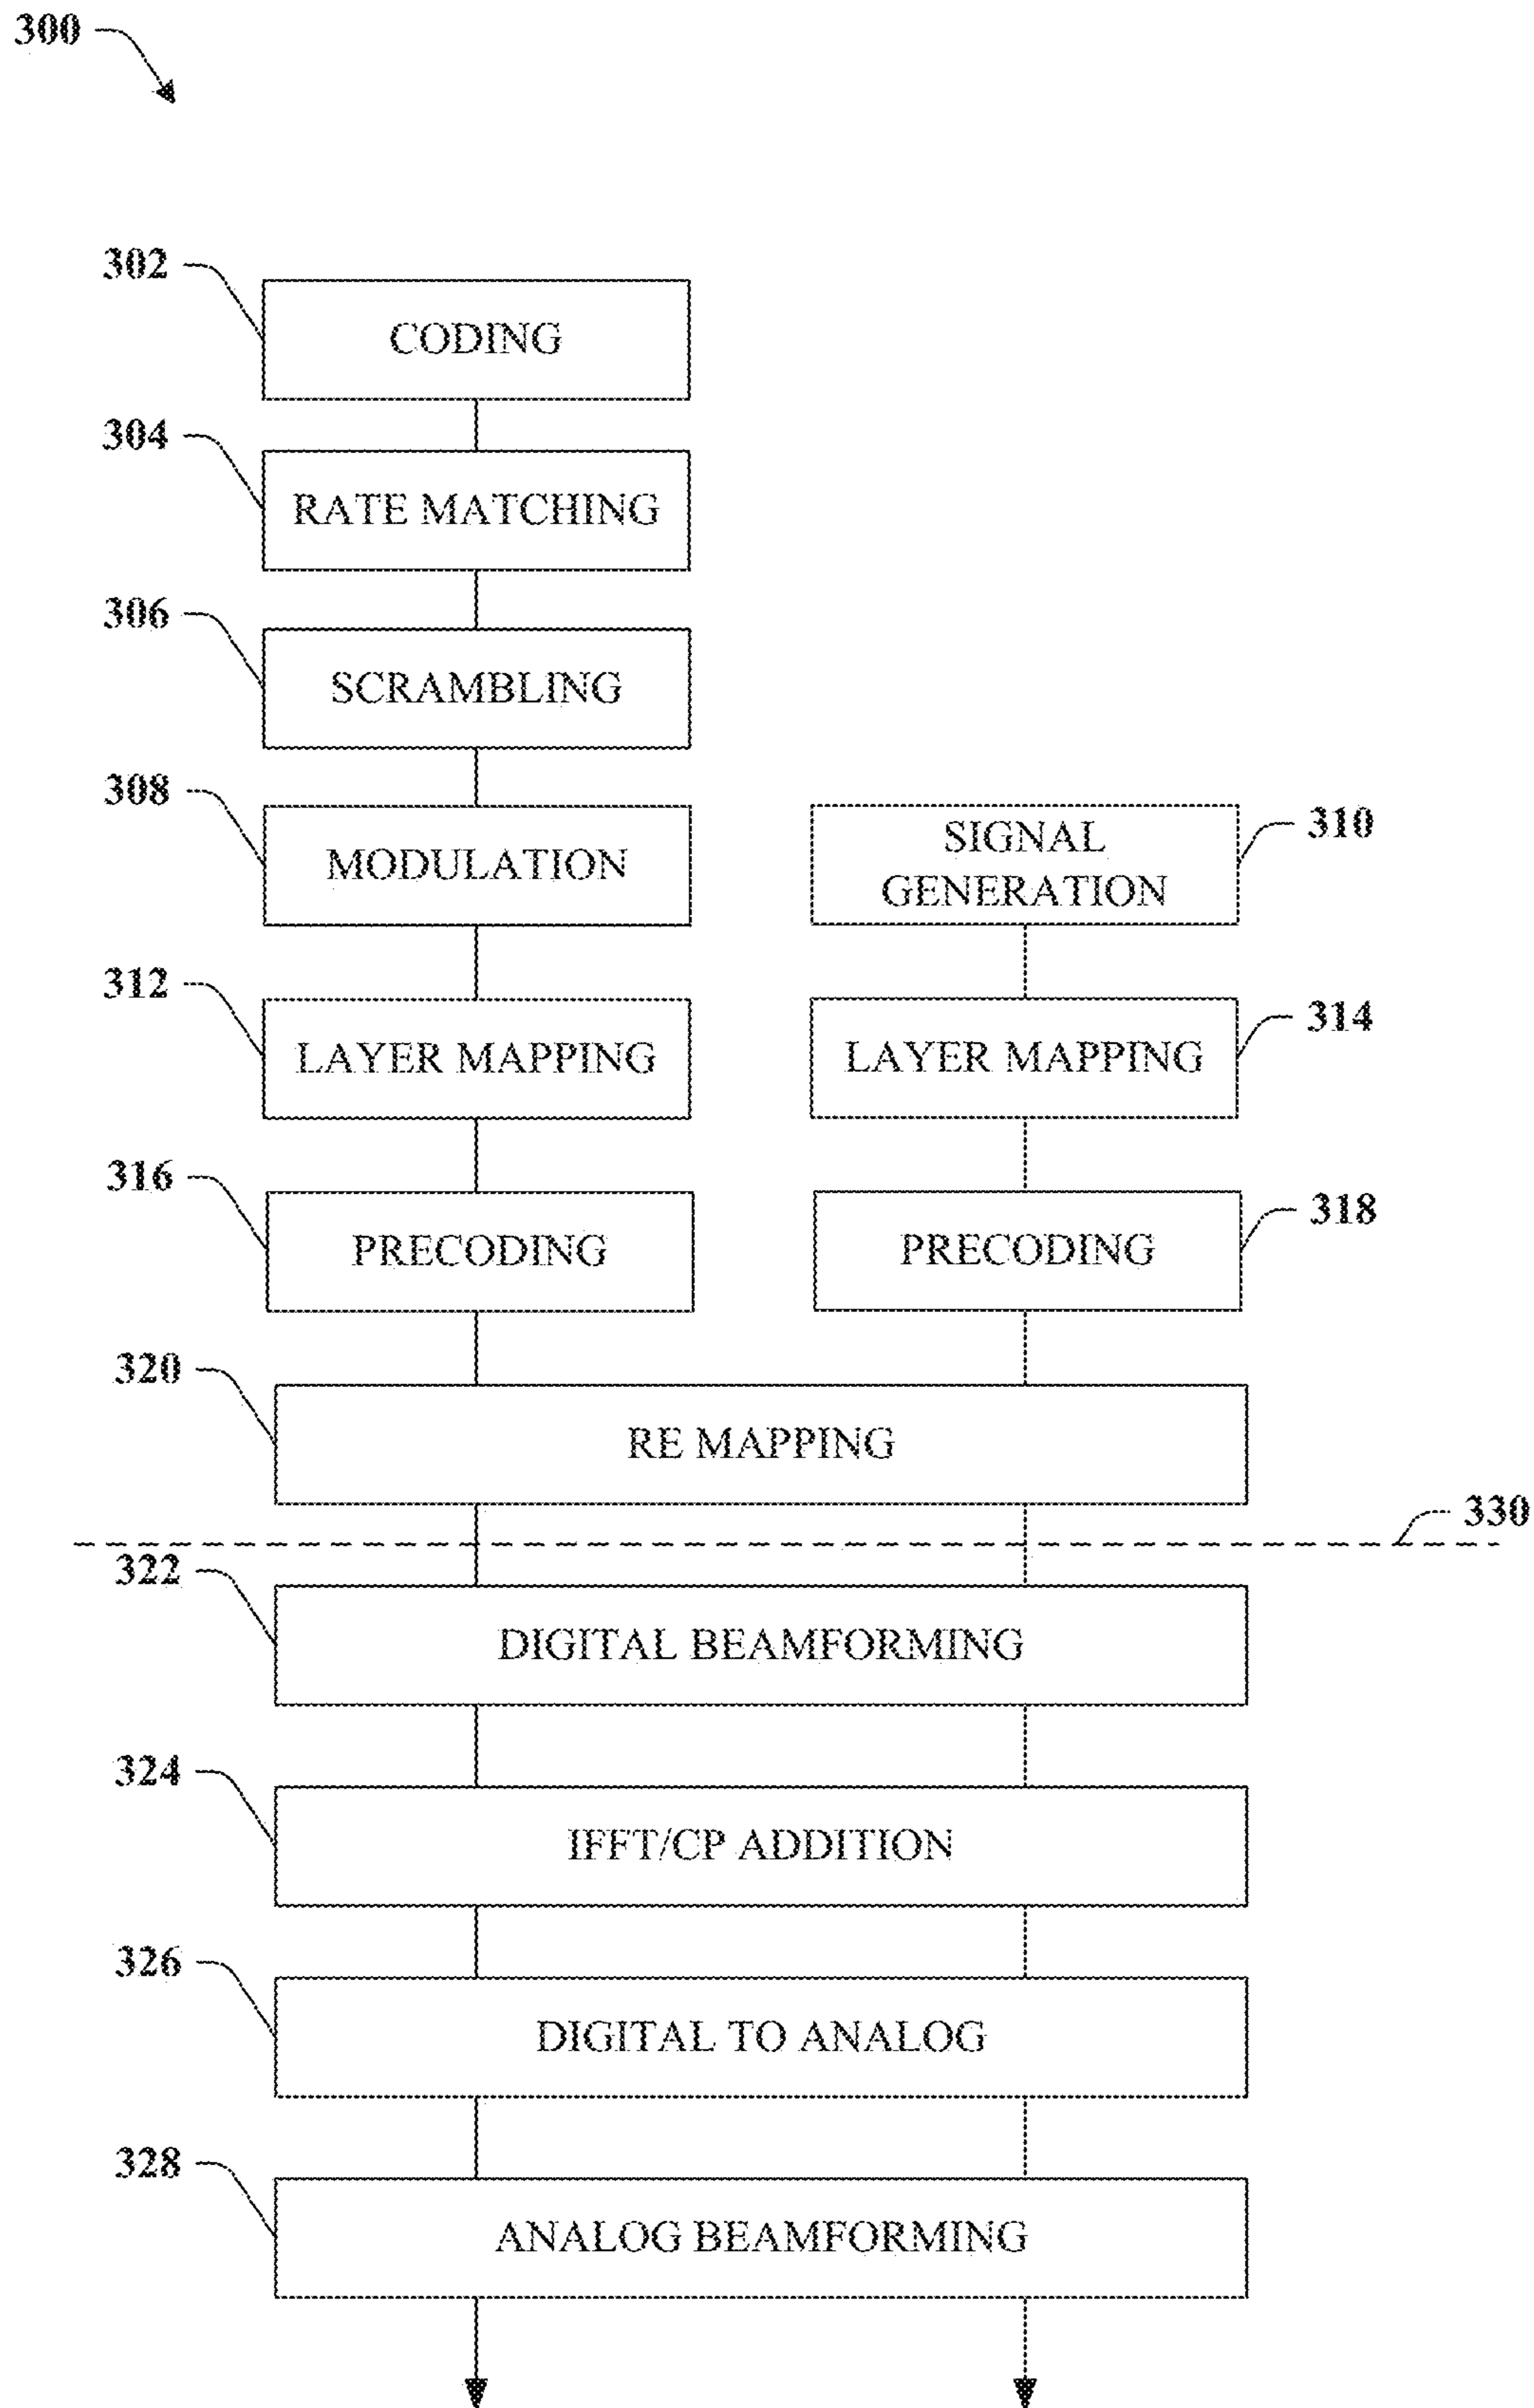 300
302
CODING
304
RATE MATCHING
306
SCRAMBLING
308
MODULATION
SIGNAL
GENERATION
310
312
LAYER MAPPING
LAYER MAPPING
314
316
PRECODING
PRECODING
318
320
RE MAPPING
330
322
DIGITAL BEAMFORMING
324
IFFT/CP ADDITION
326
DIGITAL TO ANALOG
328
ANALOG BEAMFORMING